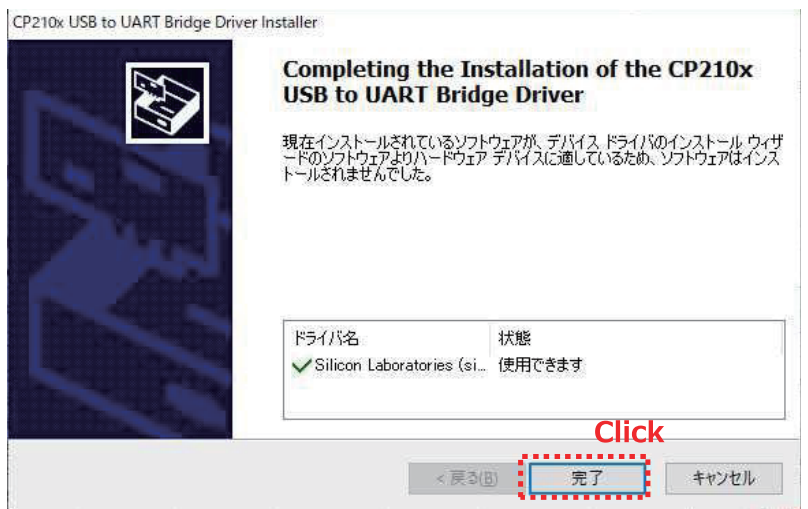 CP210x USB to UART Bridge Driver Installer
Completing the Installation of the CP210x
USB to UART Bridge Driver
現在インストールされているソフトウェアが、デバイス ドライバのインストール ウィザ
ードのソフトウェアよりハードウェア デバイスに適しているため、ソフトウェアはインス
トールされませんでした。
ドライバ名 状態
Silicon Laboratories (si... 使用できます
Click
< 戻る(B) 完了 キャンセル